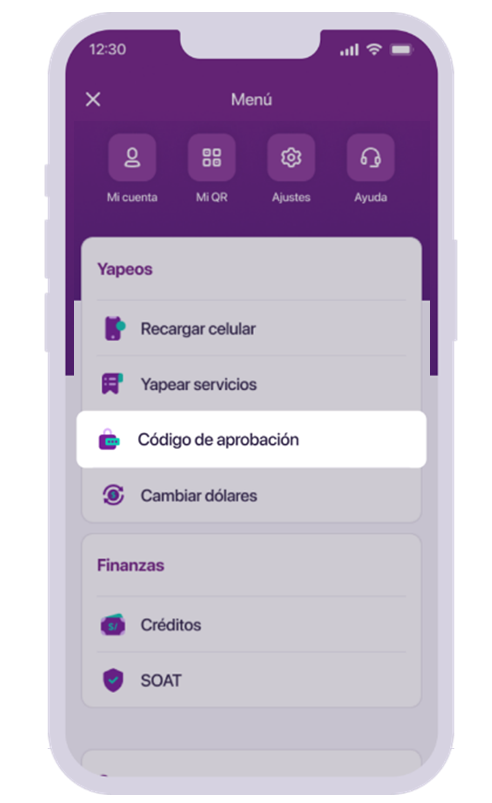 12:30
Menú
Mi cuenta
Mi QR
Ajustes
Ayuda
Yapeos
Recargar celular
Yapear servicios
Código de aprobación
Cambiar dólares
Finanzas
S/
Créditos
SOAT